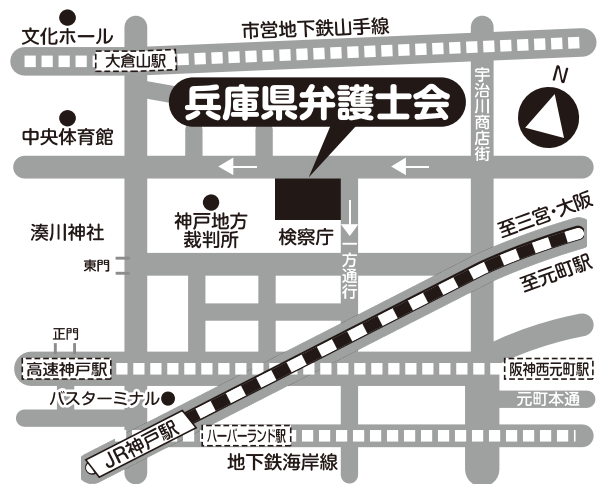 文化ホール
市営地下鉄山手線
大倉山駅
宇治川商店街
N
兵庫県弁護士会
中央体育館
神戸地方
裁判所
検察庁
一方通行
湊川神社
東門
至三宮・大阪
至元町駅
正門
高速神戸駅
阪神西元町駅
バスターミナル
元町本通
JR神戸駅
ハーバーランド駅
地下鉄海岸線